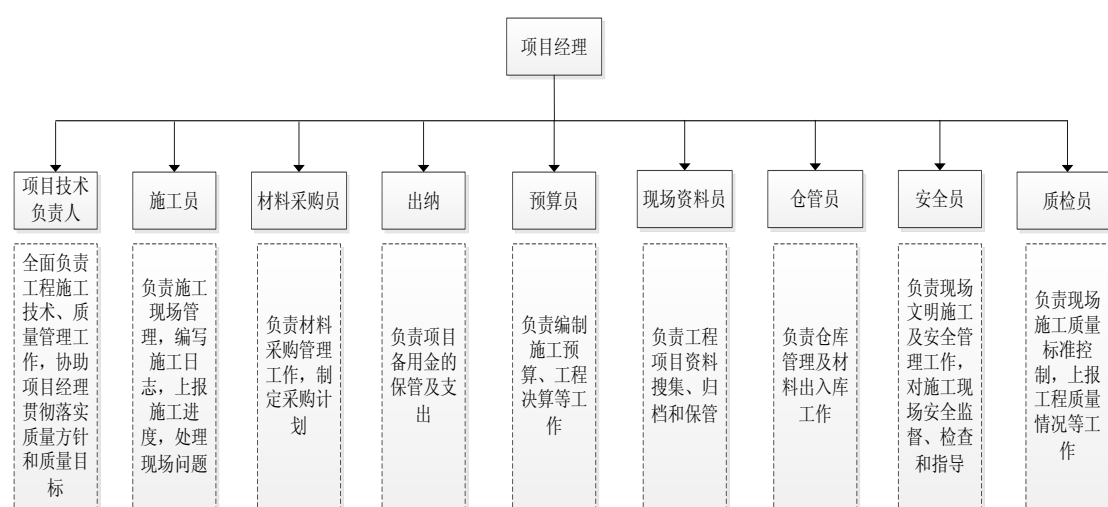 项目经理
项目技术
负责人
施工员
材料采购员
出纳
预算员
现场资料员
仓管员
安全员
质检员
全面负责
工程施工
技术、质
量管理工
作，协助
项目经理
贯彻落实
质量方针
和质量目
标
负责施工
现场管
理，编写
施工日
志，上报
施工进
度，处理
现场问题
负责材料
采购管理
工作，制
定采购计
划
负责项目
备用金的
保管及支
出
负责编制
施工预
算、工程
决算等工
作
负责工程
项目资料
搜集、归
档和保管
负责仓库
管理及材
料出入库
工作
负责现场
文明施工
及安全管
理工作，
对施工现
场安全监
督、检查
和指导
负责现场
施工质量
标准控
制，上报
工程质量
情况等工
作